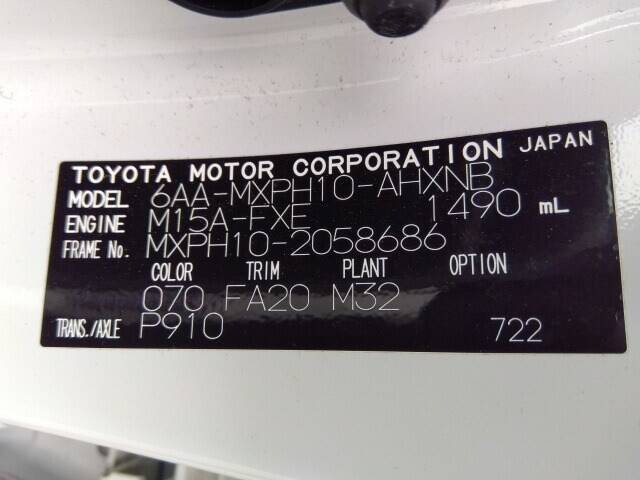 TOYOTA MOTOR CORPORATION JAPAN
MODEL 6AA-MXPH10-AHXNB
ENGINE M15A-FXE 1490 mL
FRAME No. MXPH10-2058686
COLOR TRIM PLANT OPTION
070 FA20 M32
TRANS./AXLE P910 722